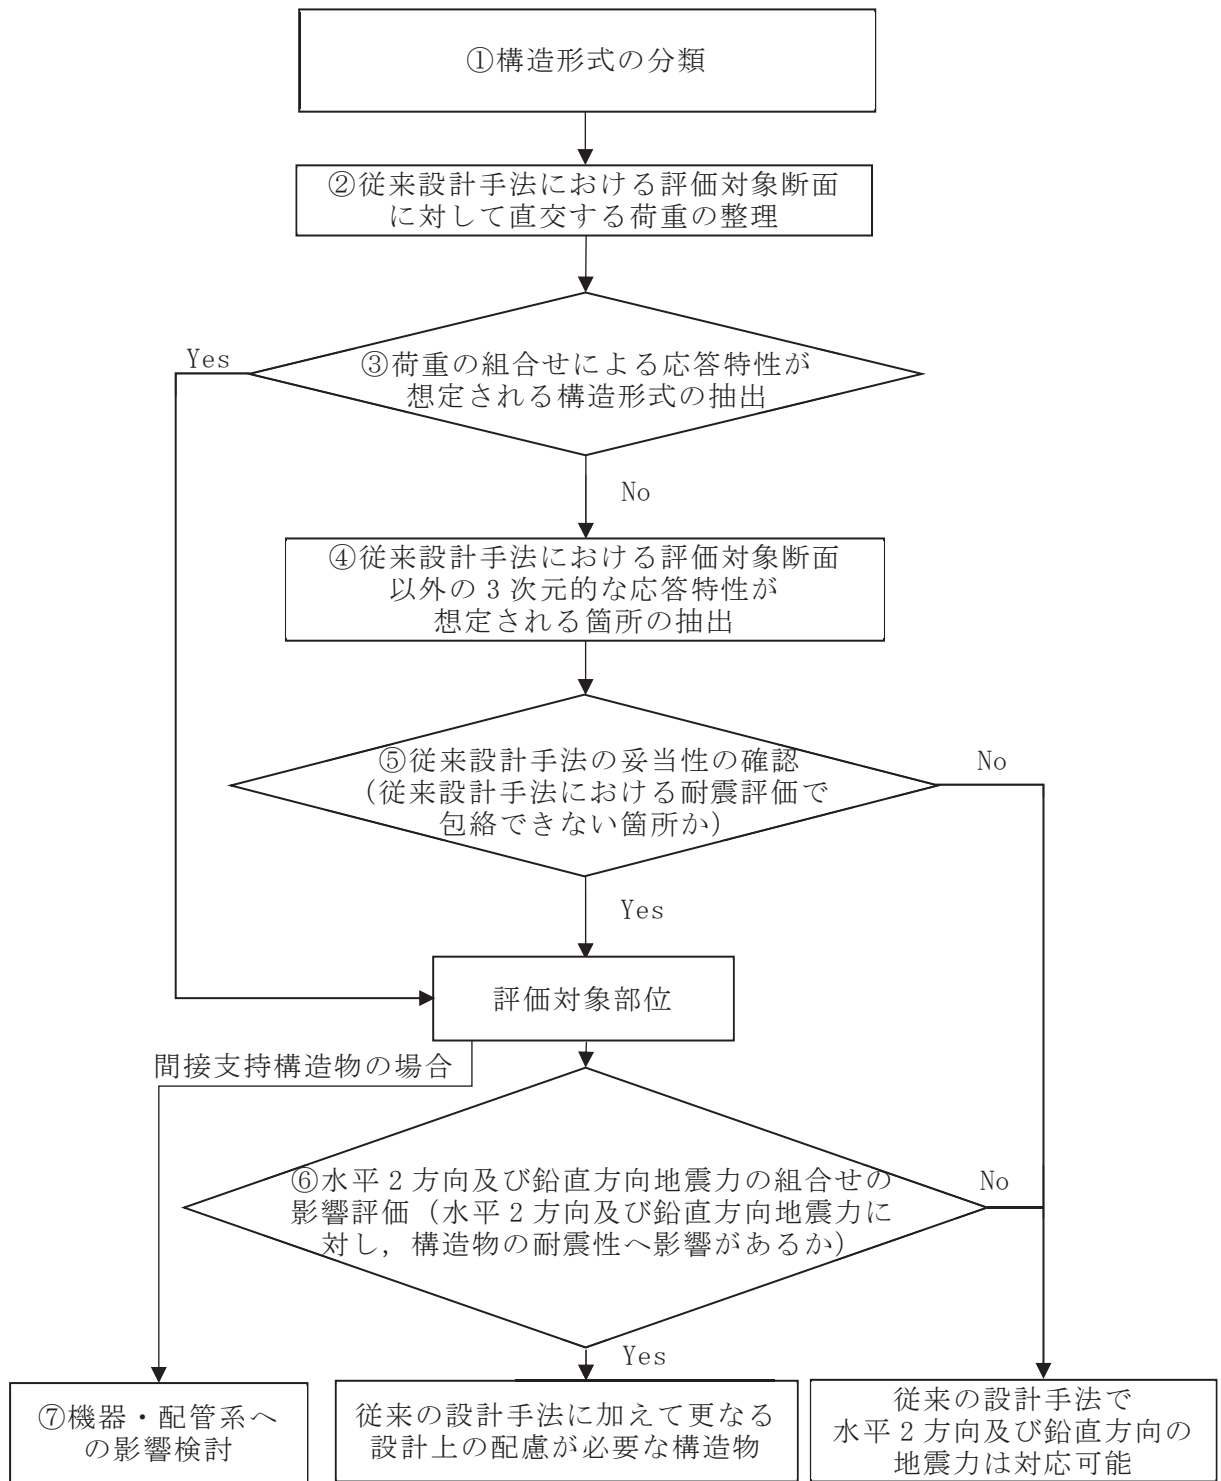 ①構造形式の分類
②従来設計手法における評価対象断面
に対して直交する荷重の整理
Yes
③荷重の組合せによる応答特性が
想定される構造形式の抽出
No
④従来設計手法における評価対象断面
以外の3次元的な応答特性が
想定される箇所の抽出
⑤従来設計手法の妥当性の確認
(従来設計手法における耐震評価で
包絡できない箇所か)
No
Yes
評価対象部位
間接支持構造物の場合
⑥水平2方向及び鉛直方向地震力の組合せの
影響評価(水平2方向及び鉛直方向地震力に
対し,構造物の耐震性へ影響があるか)
No
Yes
⑦機器・配管系へ
の影響検討
従来の設計手法に加えて更なる
設計上の配慮が必要な構造物
従来の設計手法で
水平2方向及び鉛直方向の
地震力は対応可能